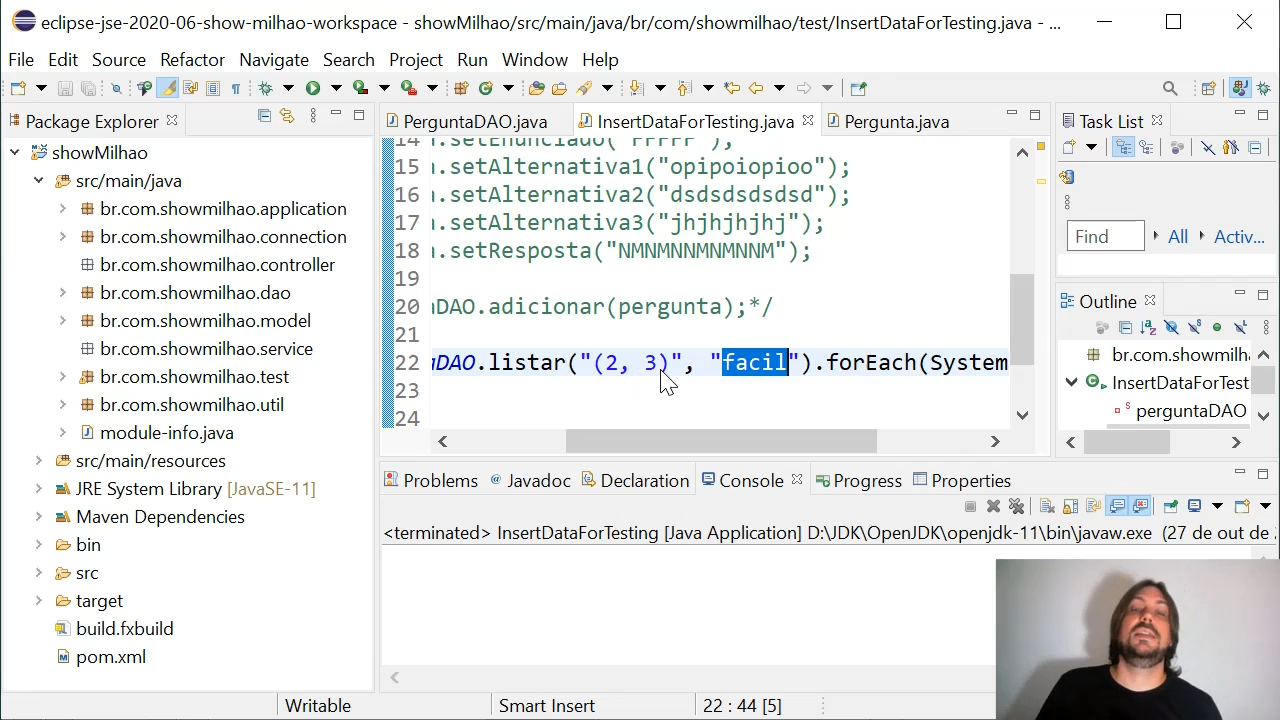 eclipse-jse-2020-06-show-milhao-workspace - showMilhao/src/main/java/br/com/showmilhao/test/InsertDataForTesting.java - ...
File Edit Source Refactor Navigate Search Project Run Window Help
Package Explorer
showMilhao
src/main/java
br.com.showmilhao.application
br.com.showmilhao.connection
br.com.showmilhao.controller
br.com.showmilhao.dao
br.com.showmilhao.model
br.com.showmilhao.service
br.com.showmilhao.test
br.com.showmilhao.util
module-info.java
src/main/resources
JRE System Library [JavaSE-11]
Maven Dependencies
bin
src
target
build.fxbuild
pom.xml
PerguntaDAO.java InsertDataForTesting.java Pergunta.java
14 a.setEnunciado("FFFFF");
15 a.setAlternativa1("opipoiopioo");
16 a.setAlternativa2("dsdsdsdsdsd");
17 a.setAlternativa3("jhjhjhjhj");
18 a.setResposta("NMNMNNMNMNNM");
19
20 aDAO.adicionar(pergunta);*/
21
22 aDAO.listar("(2, 3)", "facil").forEach(System
23
24
Task List
Find All Activ...
Outline
br.com.showmilhao.
InsertDataForTest
perguntaDAO
Problems Javadoc Declaration Console Progress Properties
<terminated> InsertDataForTesting [Java Application] D:\JDK\OpenJDK\openjdk-11\bin\javaw.exe (27 de out de
Writable Smart Insert 22 : 44 [5]